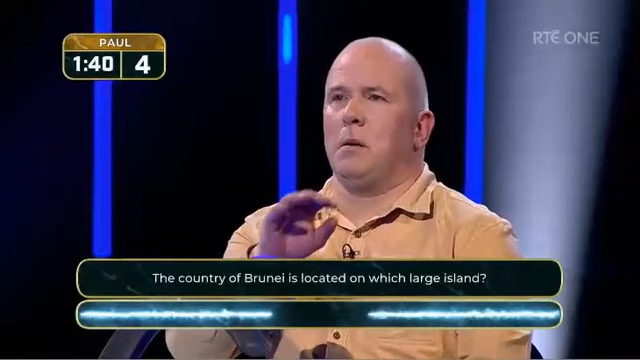 PAUL
1:40 4
RTÉ ONE
The country of Brunei is located on which large island?